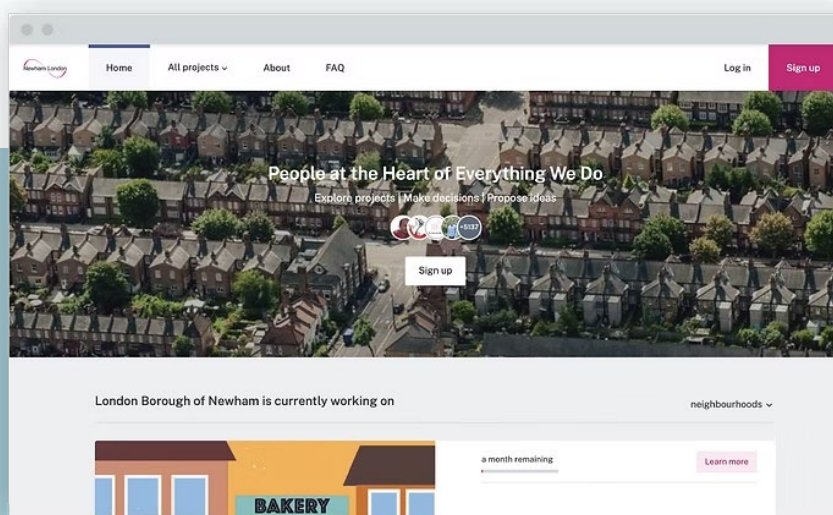 Newham London
Home
All projects
About
FAQ
Log in
Sign up
People at the Heart of Everything We Do
Explore projects | Make decisions | Propose ideas
+5137
Sign up
London Borough of Newham is currently working on
neighbourhoods
a month remaining
Learn more
BAKERY